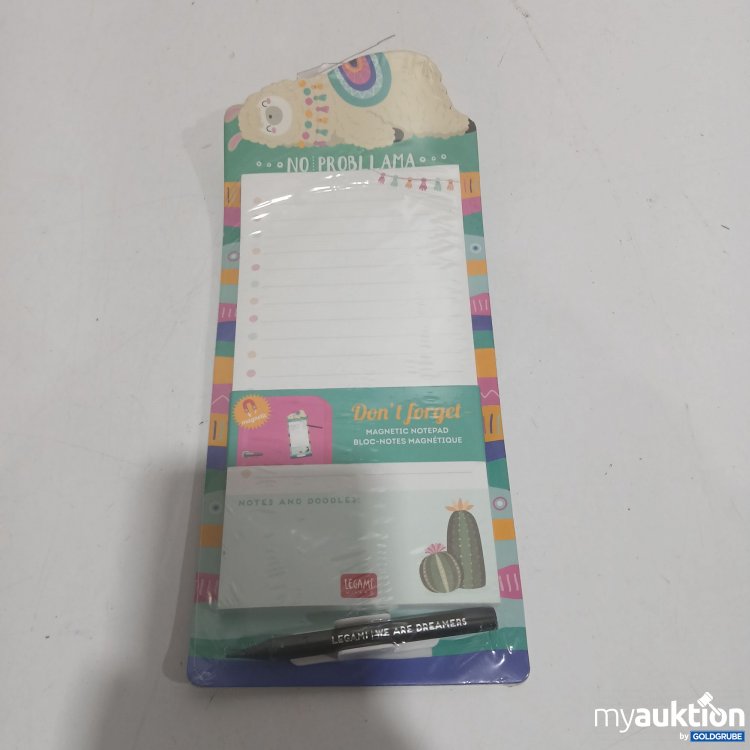 NO PROBLLAMA
magnetic
Don't forget
MAGNETIC NOTEPAD
BLOC-NOTES MAGNÉTIQUE
NOTES AND DOODLES:
LEGAMI
LEGAMI | WE ARE DREAMERS
myauktion
by GOLDGRUBE